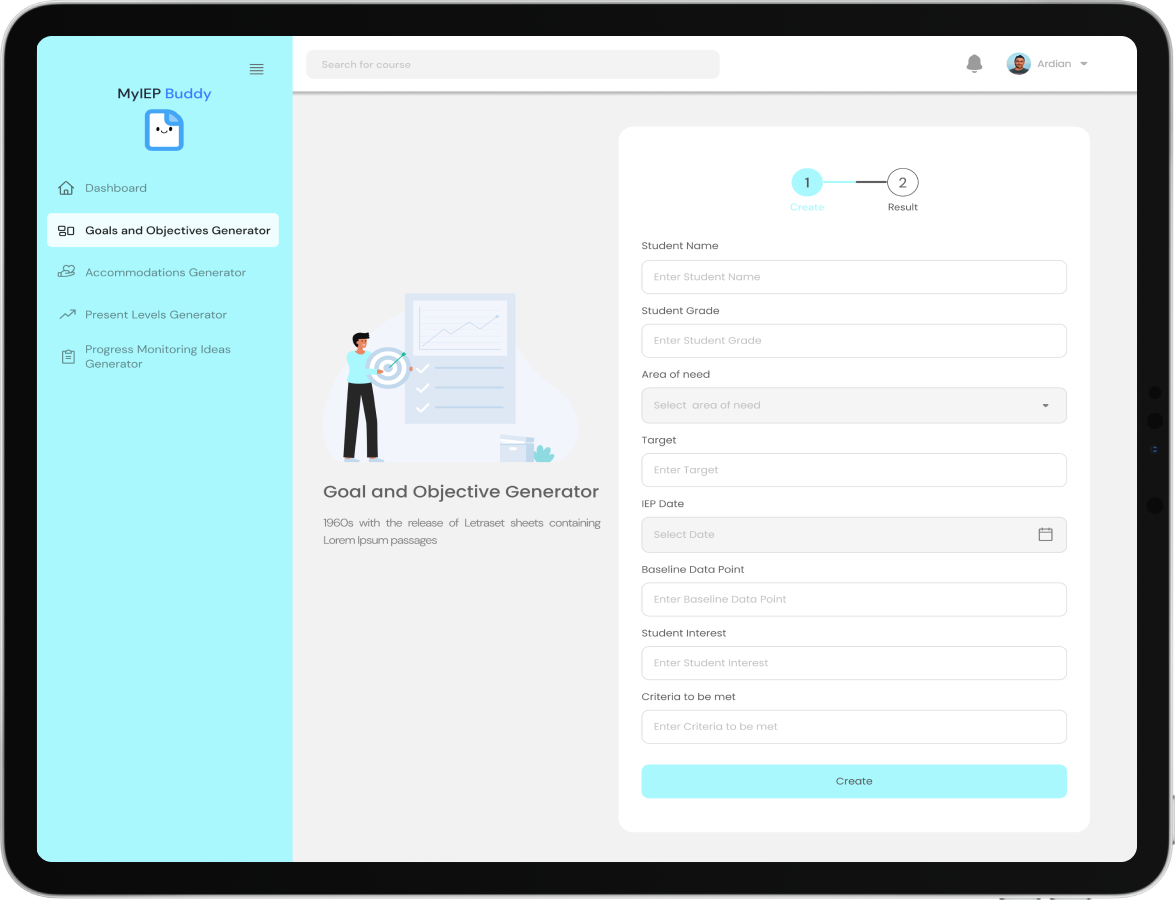 Search for course
Ardian
MyIEP Buddy
Dashboard
Goals and Objectives Generator
Accommodations Generator
Present Levels Generator
Progress Monitoring Ideas
Generator
Goal and Objective Generator
1960s with the release of Letraset sheets containing
Lorem Ipsum passages
1
2
Create
Result
Student Name
Enter Student Name
Student Grade
Enter Student Grade
Area of need
Select area of need
Target
Enter Target
IEP Date
Select Date
Baseline Data Point
Enter Baseline Data Point
Student Interest
Enter Student Interest
Criteria to be met
Enter Criteria to be met
Create